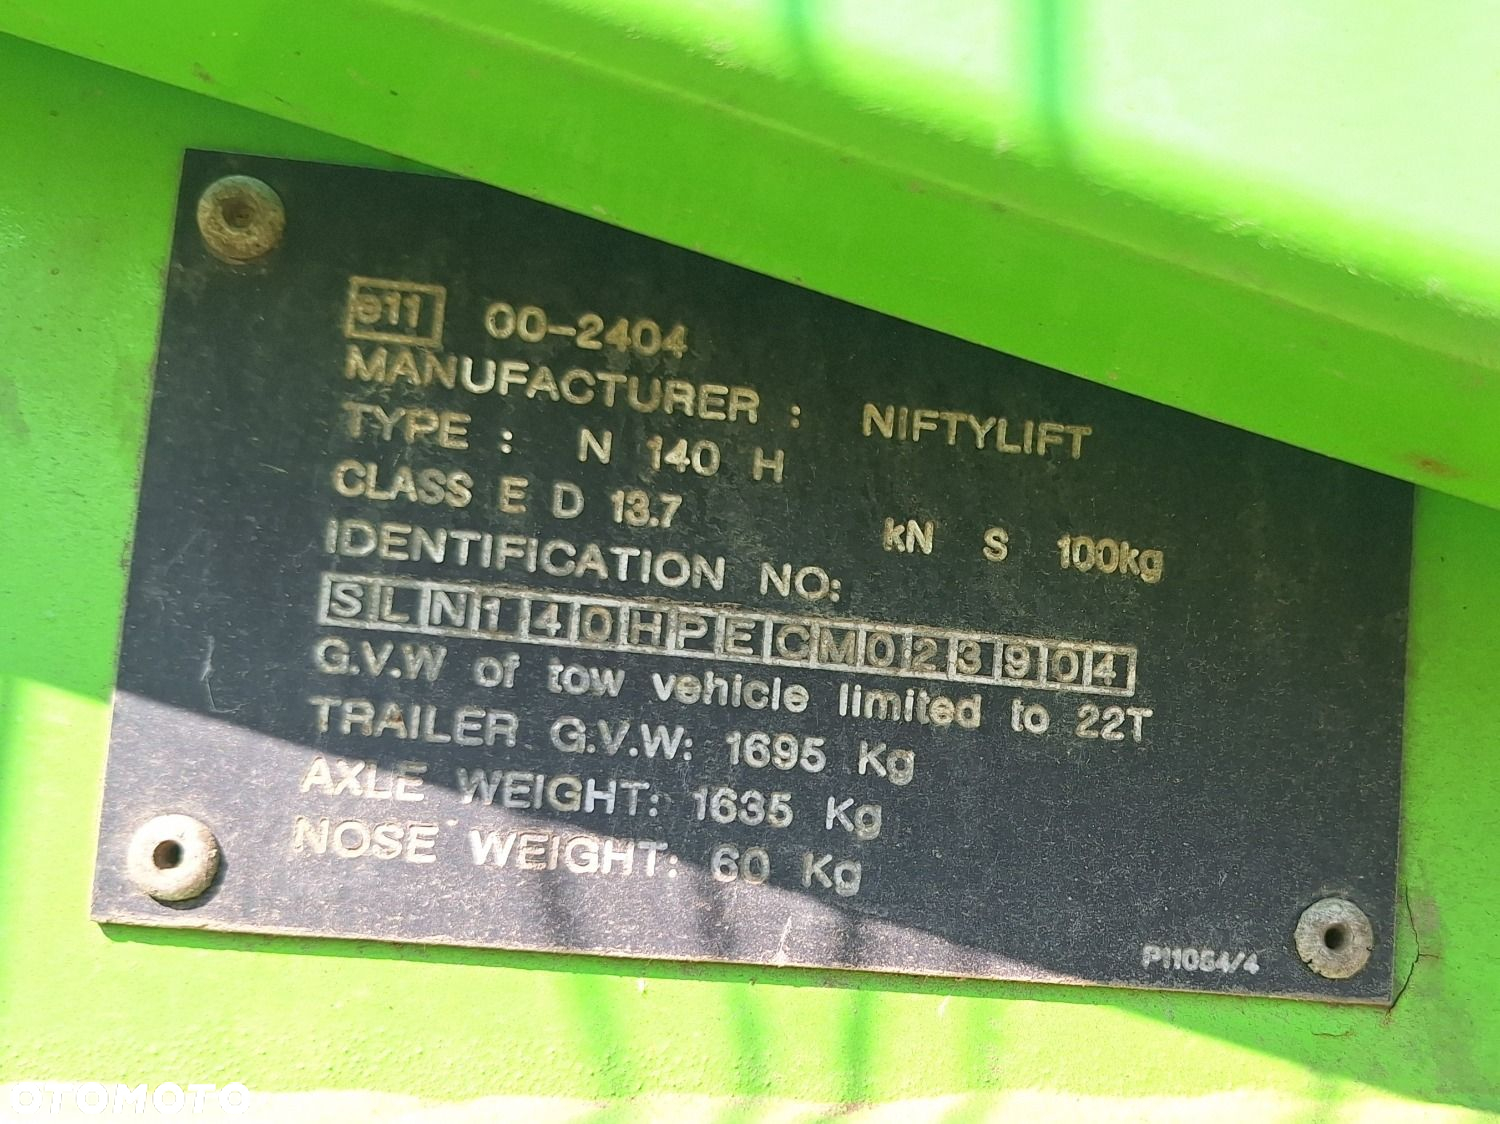 e11 00-2404
MANUFACTURER : NIFTYLIFT
TYPE : N 140 H
CLASS E D 13.7 kN S 100kg
IDENTIFICATION NO:
SLN140HPECM023904
G.V.W of tow vehicle limited to 22T
TRAILER G.V.W: 1695 Kg
AXLE WEIGHT: 1635 Kg
NOSE WEIGHT: 60 Kg
P11064/4
OTOMOTO